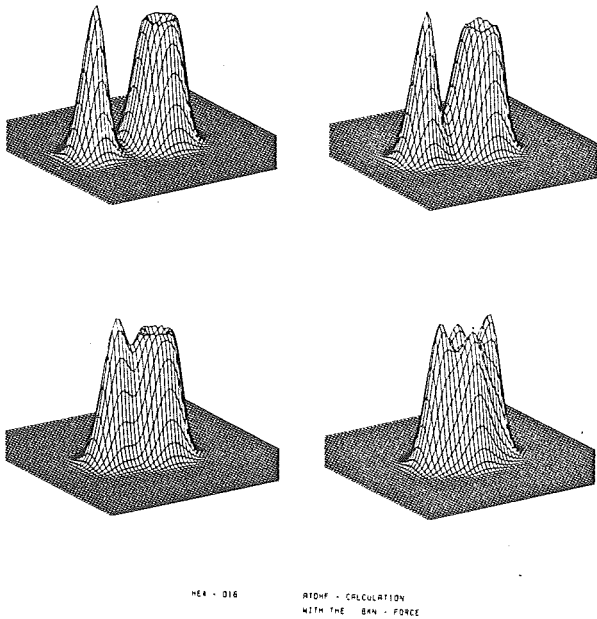 HE4 - O16
ATDHF - CALCULATION
WITH THE BKN - FORCE